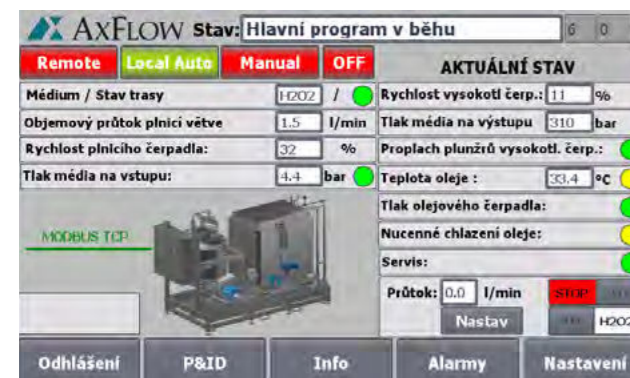 AxFLOW Stav: Hlavní program v běhu 6 0
Remote Local Auto Manual OFF
AKTUÁLNÍ STAV
Médium / Stav trasy H2O2 /
Objemový průtok plnicí větve 1.5 l/min
Rychlost plnicího čerpadla: 32 %
Tlak média na vstupu: 4.4 bar
MODBUS TCP
Rychlost vysokotl čerp.: 11 %
Tlak média na výstupu 310 bar
Proplach plunžrů vysokotl. čerp.:
Teplota oleje : 33.4 °C
Tlak olejového čerpadla:
Nucenné chlazení oleje:
Servis:
Průtok: 0.0 l/min STOP
Nastav H2O2
Odhlášení P&ID Info Alarmy Nastavení